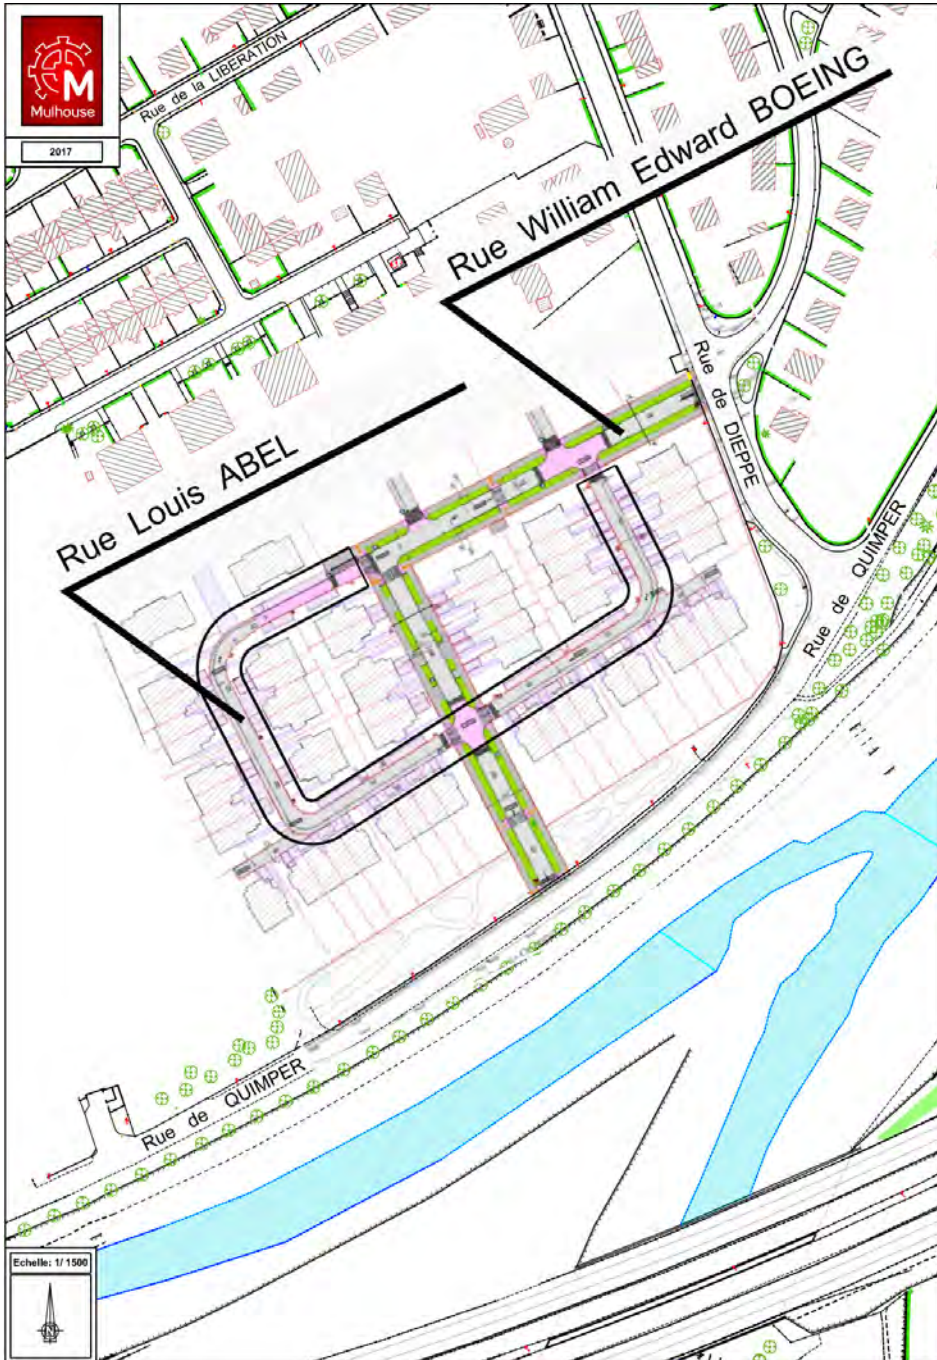 Mulhouse
2017
Rue de la LIBERATION
Rue William Edward BOEING
Rue Louis ABEL
Rue de DIEPPE
Rue de QUIMPER
Rue de QUIMPER
Echelle: 1/ 1500
N